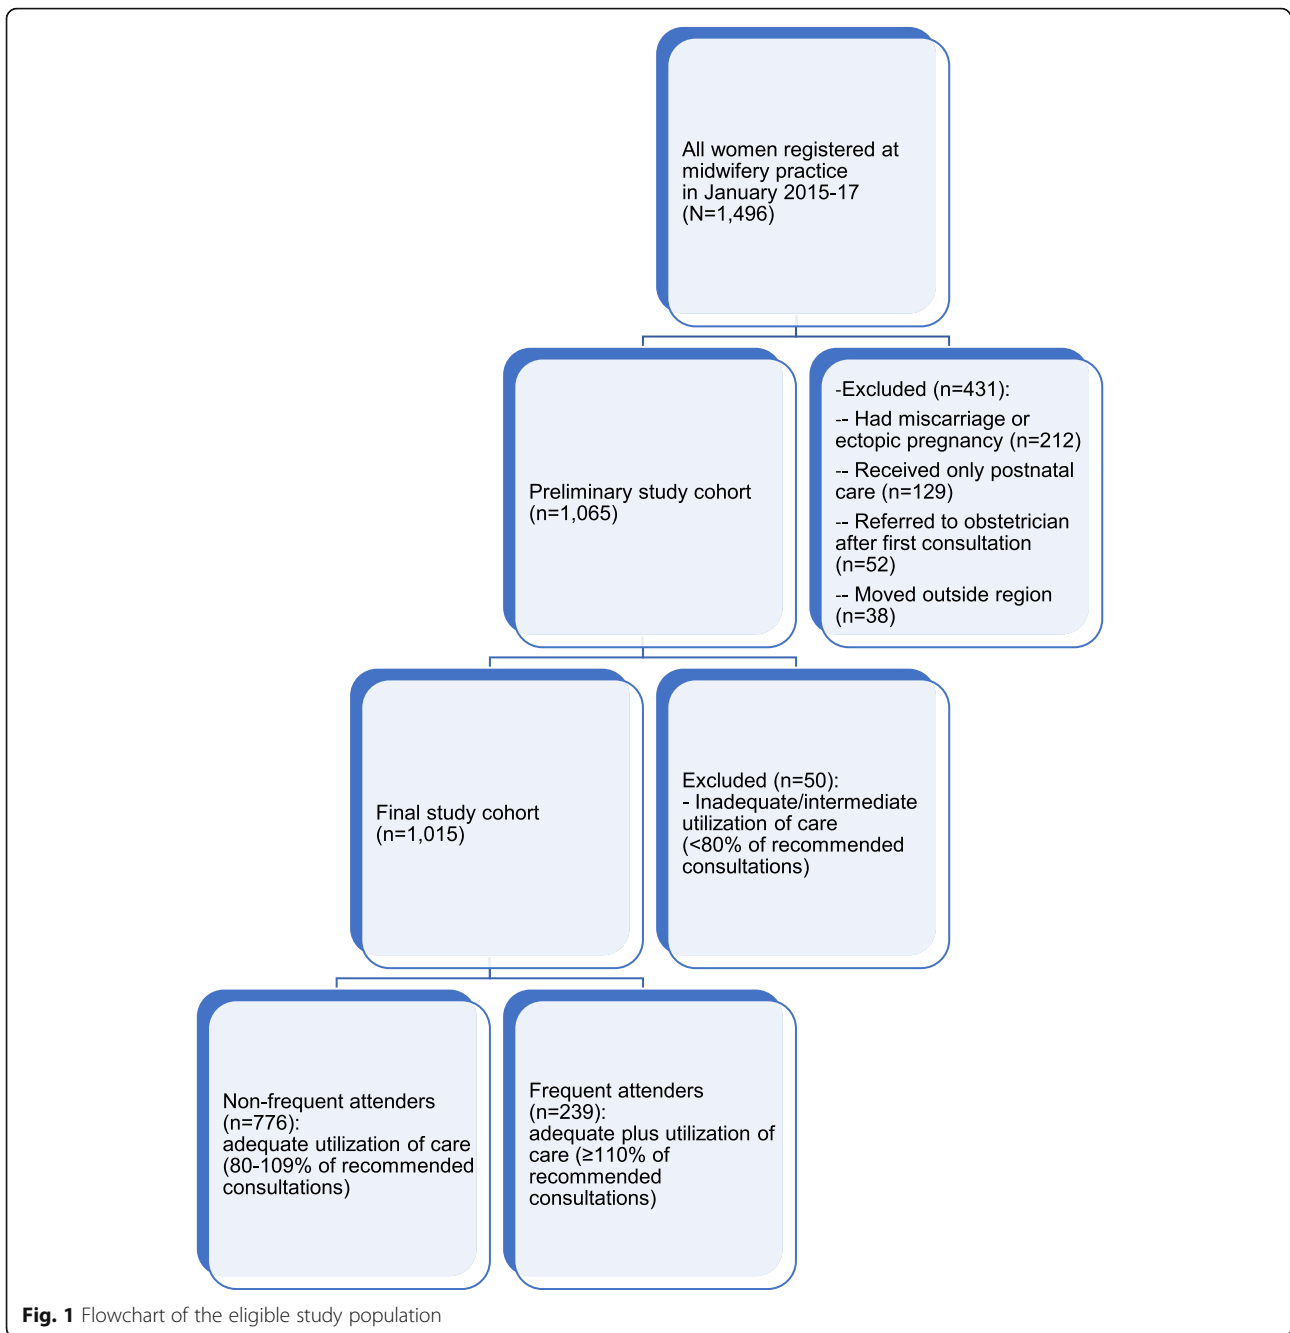 All women registered at
midwifery practice
in January 2015-17
(N=1,496)
Preliminary study cohort
(n=1,065)
-Excluded (n=431):
-- Had miscarriage or
ectopic pregnancy (n=212)
-- Received only postnatal
care (n=129)
-- Referred to obstetrician
after first consultation
(n=52)
-- Moved outside region
(n=38)
Final study cohort
(n=1,015)
Excluded (n=50):
- Inadequate/intermediate
utilization of care
(<80% of recommended
consultations)
Non-frequent attenders
(n=776):
adequate utilization of care
(80-109% of recommended
consultations)
Frequent attenders
(n=239):
adequate plus utilization of
care (≥110% of
recommended
consultations)
Fig. 1 Flowchart of the eligible study population